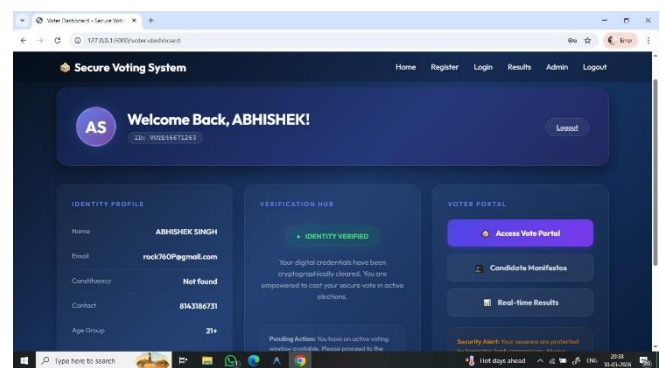 Voter Dashboard - Secure Voti
127.0.0.1:5000/voter-dashboard
Error
Secure Voting System
Home Register Login Results Admin Logout
AS
Welcome Back, ABHISHEK!
Logout
IDENTITY PROFILE
Name ABHISHEK SINGH
Email rock760P@gmail.com
Constituency Not found
Contact 8143186731
Age Group 21+
VERIFICATION HUB
IDENTITY VERIFIED
Your digital credentials have been
cryptographically cleared. You are
empowered to cast your secure vote in active
elections.
Pending Action: You have an active voting
window available. Please proceed to the
VOTER PORTAL
Access Vote Portal
Candidate Manifestos
Real-time Results
Security Alert: Your sessions are protected
Type here to search
Hot days ahead
ENG
20:38